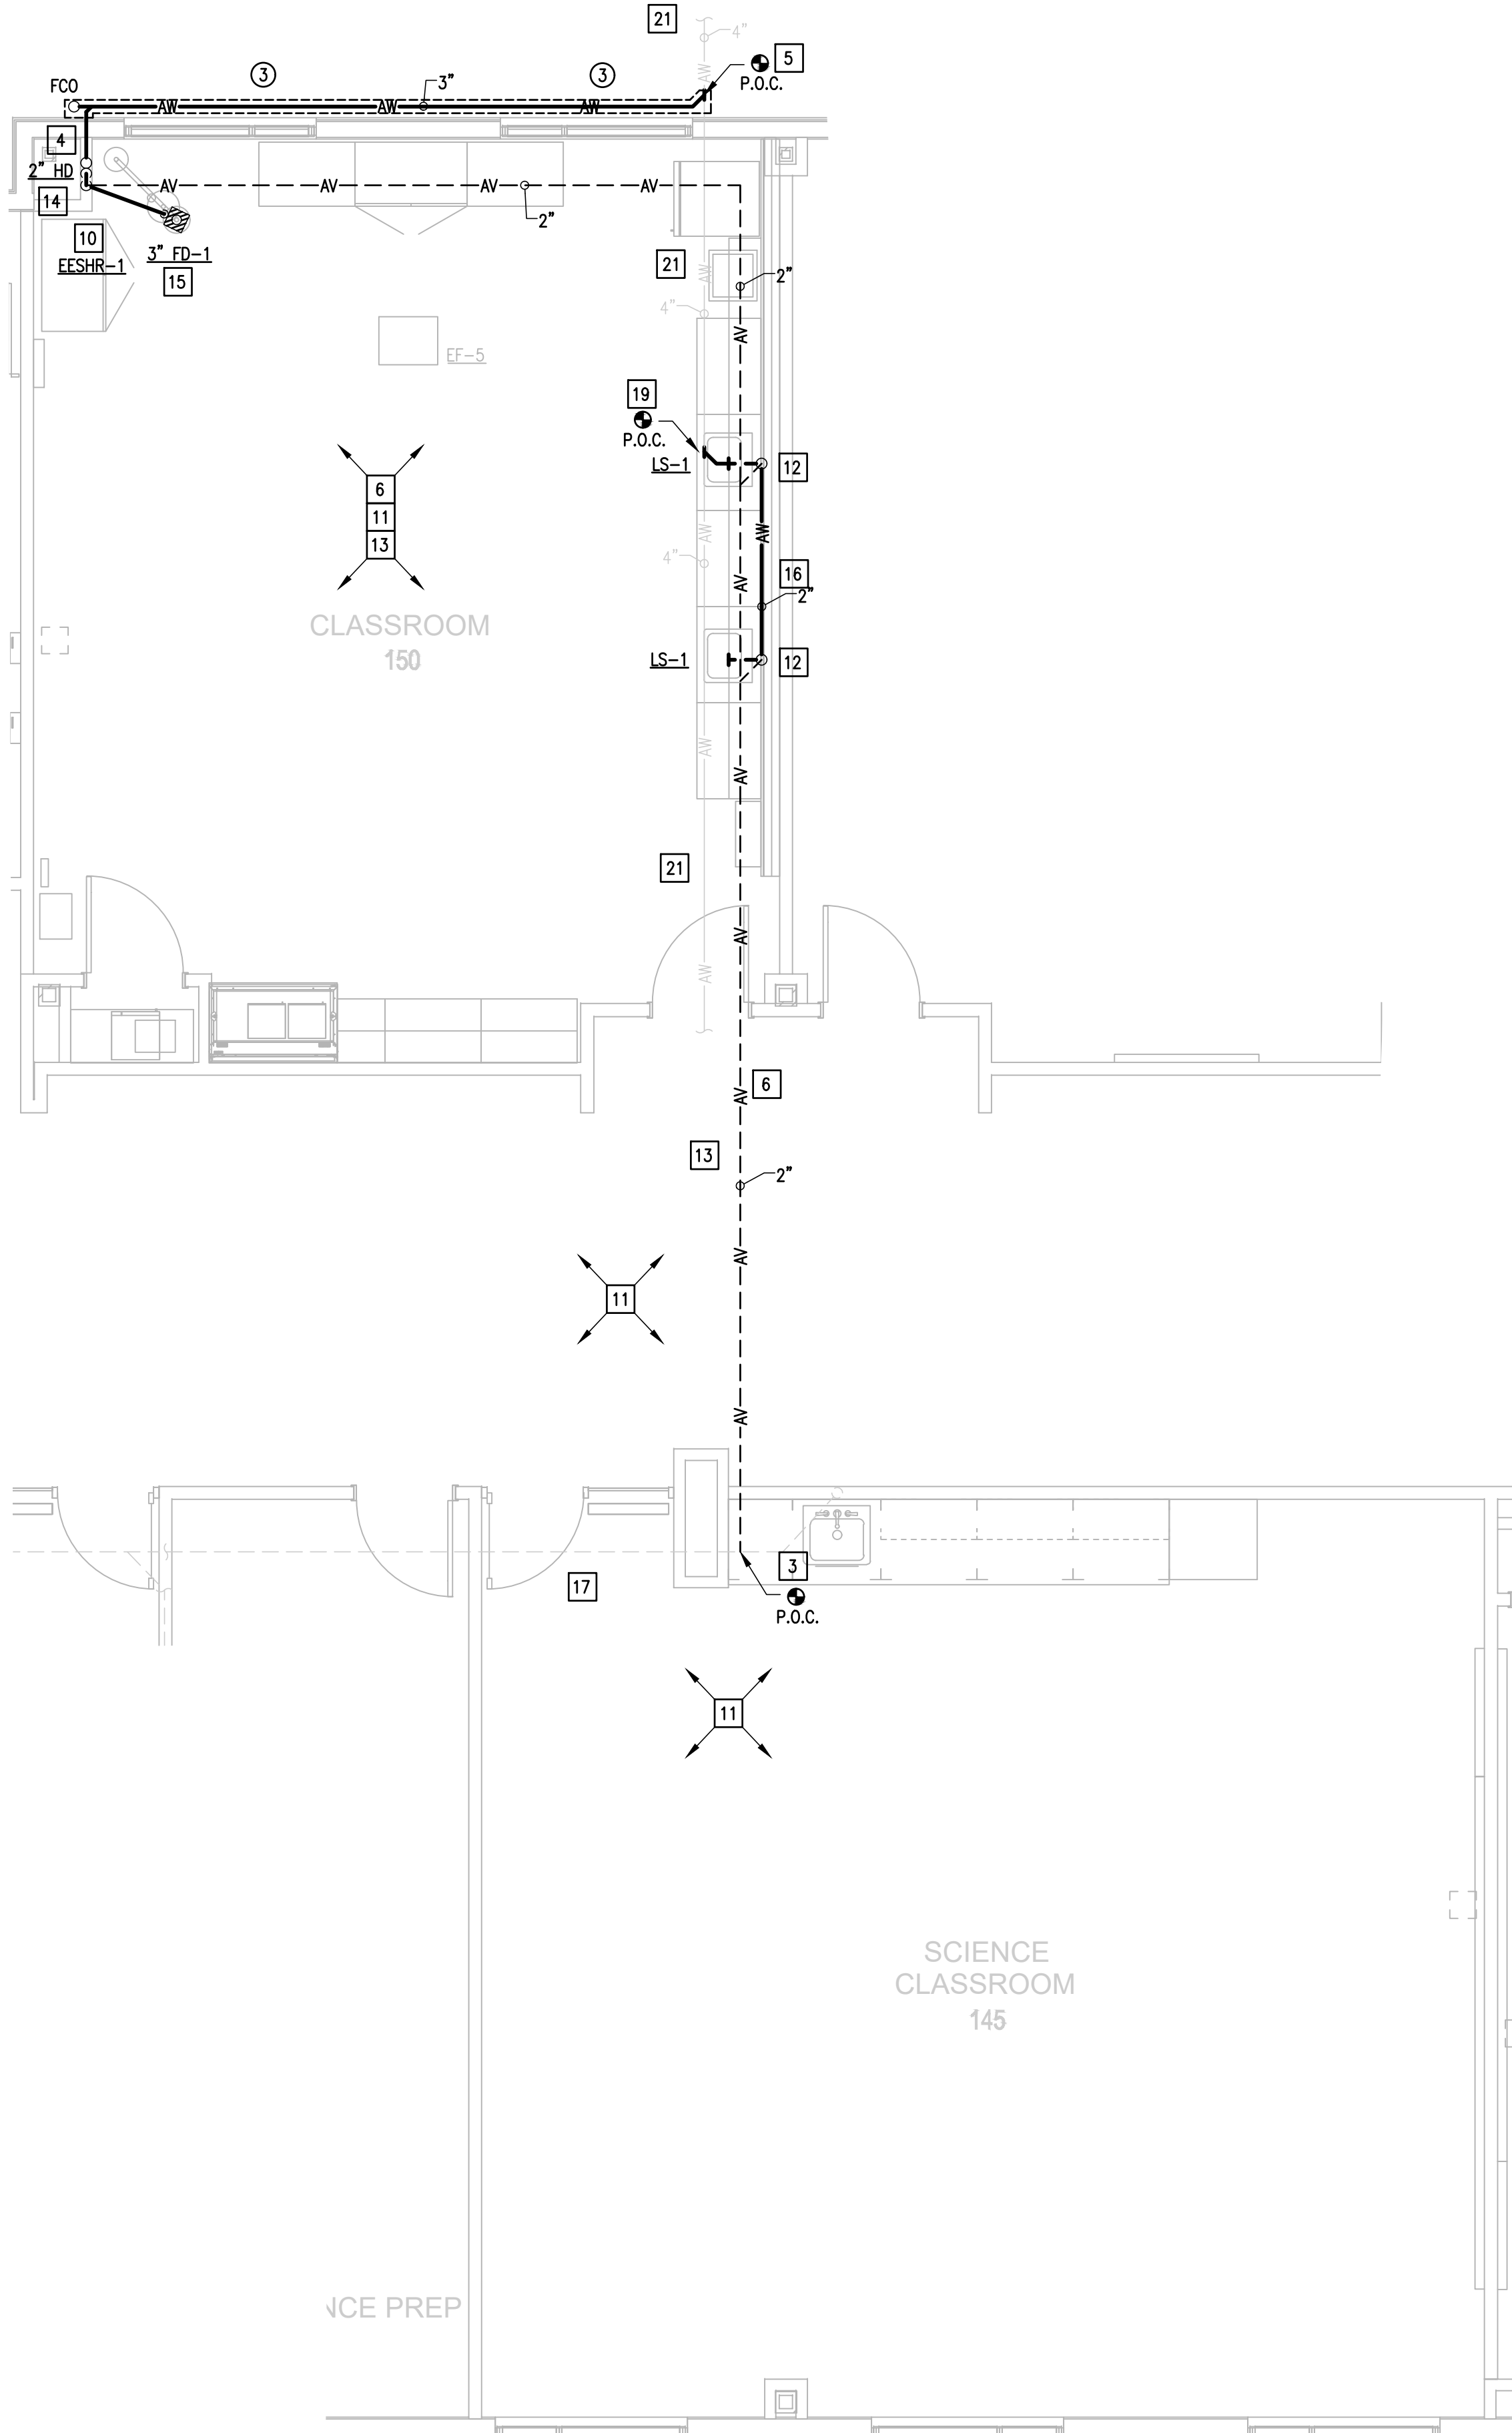 21
4"
5
P.O.C.
3
3
3"
FCO
AW
AW
AW
AW
4
2" HD
14
AV
AV
AV
AV
2"
10
EESHR-1
3" FD-1
15
21
AW
2"
4"
AV
EF-5
19
P.O.C.
LS-1
12
6
11
13
AW
AW
4"
AV
16
2"
CLASSROOM
150
LS-1
12
AW
AV
21
AV
AW
6
AV
13
2"
AV
11
AV
3
17
P.O.C.
11
SCIENCE
CLASSROOM
145
NCE PREP